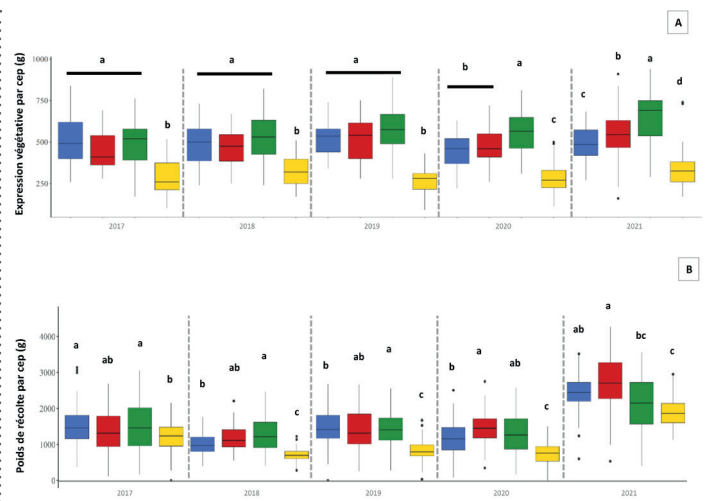 A
Expression végétative par cep (g)
1000
750
500
250
a
b
a
b
a
b
b
a
c
c
b
a
d
2017
2018
2019
2020
2021
B
Poids de récolte par cep (g)
4000
3000
2000
1000
0
a
ab
a
b
b
ab
a
c
b
ab
a
c
b
a
ab
c
ab
a
bc
c
2017
2018
2019
2020
2021